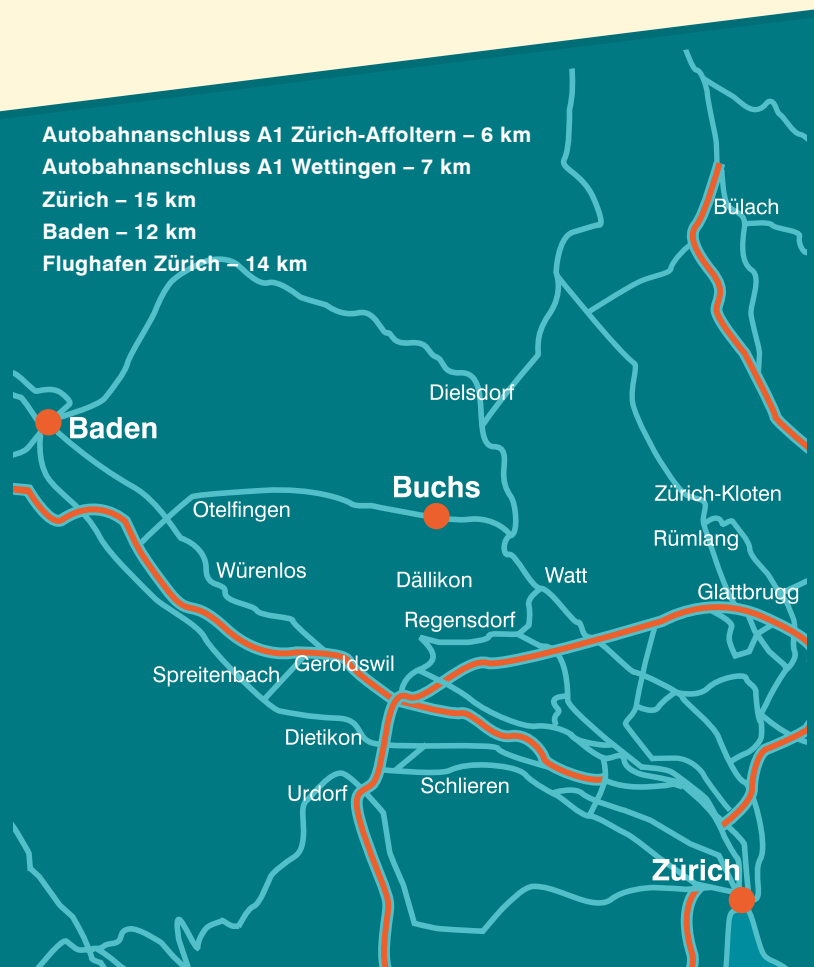 Autobahnanschluss A1 Zürich-Affoltern – 6 km
Autobahnanschluss A1 Wettingen – 7 km
Zürich – 15 km
Baden – 12 km
Flughafen Zürich – 14 km
Bülach
Dielsdorf
Baden
Buchs
Zürich-Kloten
Otelfingen
Rümlang
Würenlos
Dällikon
Watt
Glattbrugg
Regensdorf
Geroldswil
Spreitenbach
Dietikon
Schlieren
Urdorf
Zürich